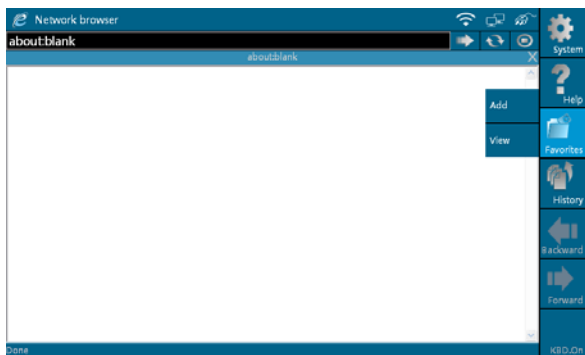 Network browser
about:blank
about:blank
X
Add
View
System
Help
Favorites
History
Backward
Forward
Done
KBD.On